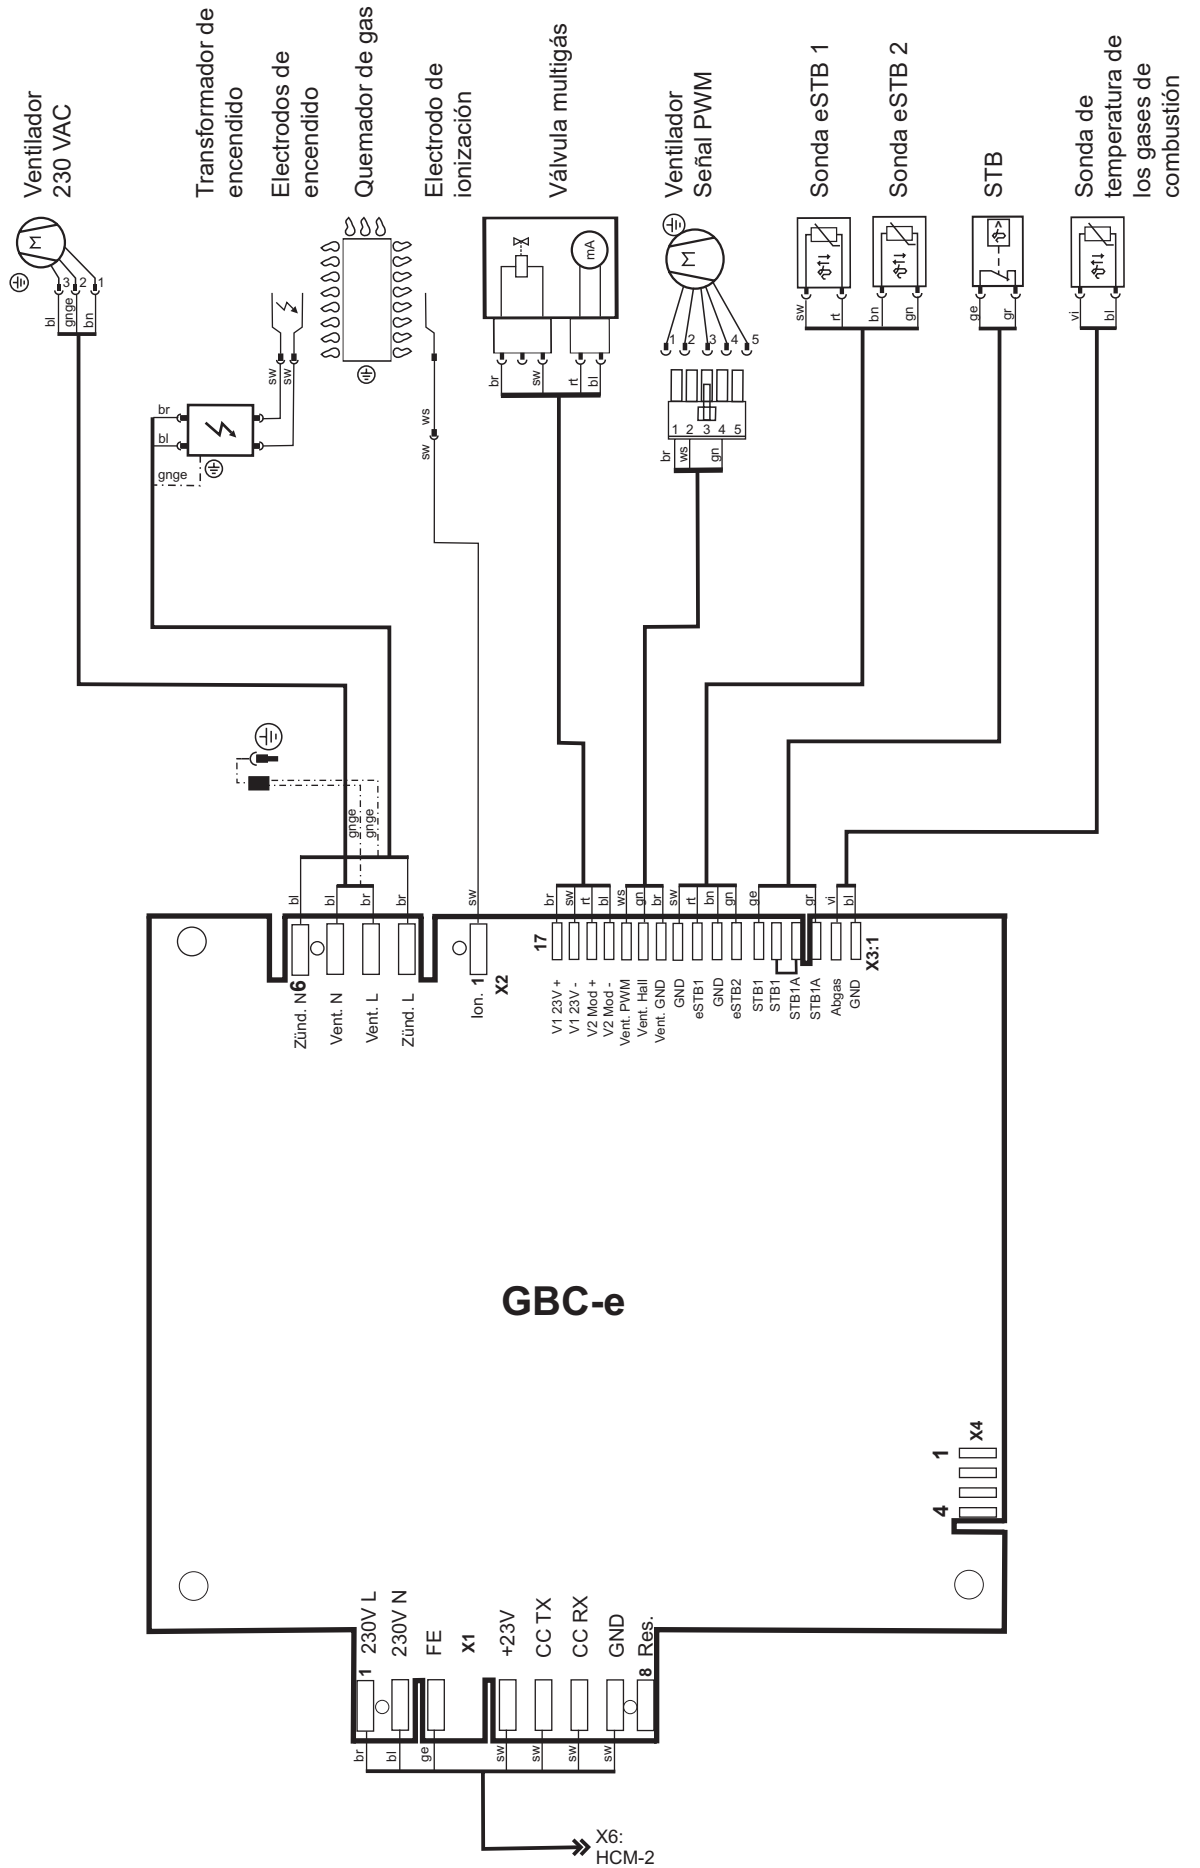 Ventilador
230 VAC
Transformador de
encendido
Electrodos de
encendido
Quemador de gas
Electrodo de
ionización
Válvula multigás
Ventilador
Señal PWM
Sonda eSTB 1
Sonda eSTB 2
STB
Sonda de
temperatura de
los gases de
combustión
M
3
2
1
bl
gnge
bn
sw
sw
br
bl
gnge
ws
sw
mA
br
sw
rt
bl
M
1
2
3
4
5
1 2 3 4 5
br
ws
gn
sw
rt
bn
gn
ge
gr
vi
bl
gnge
gnge
bl
bl
br
br
sw
br
sw
rt
bl
ws
gn
br
sw
rt
bn
gn
ge
gr
vi
bl
6
Zünd. N
Vent. N
Vent. L
Zünd. L
Ion. 1
X2
17
V1 23V +
V1 23V -
V2 Mod +
V2 Mod -
Vent. PWM
Vent. Hall
Vent. GND
GND
eSTB1
GND
eSTB2
STB1
STB1
STB1A
STB1A
Abgas
GND
X3:1
GBC-e
1
4
X4
1 230V L
230V N
FE
X1
+23V
CC TX
CC RX
GND
8 Res.
br
bl
ge
sw
sw
sw
sw
X6:
HCM-2